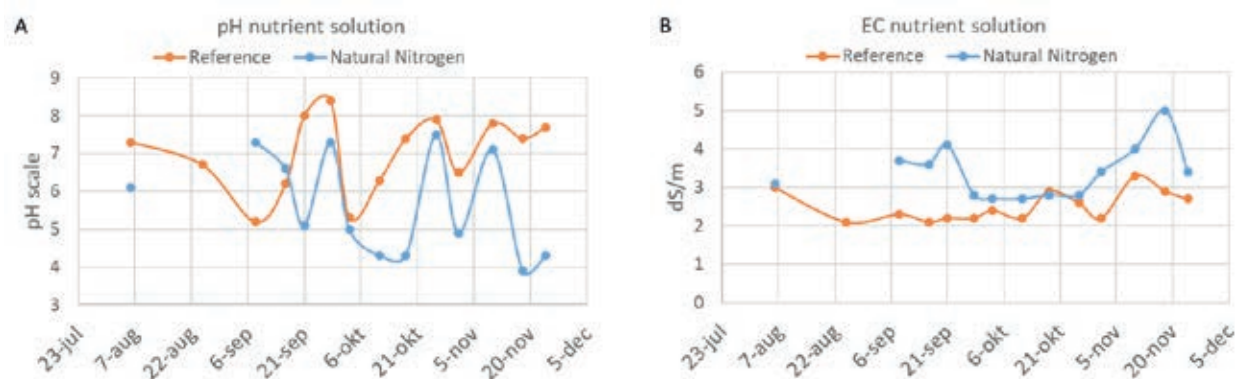 A
pH nutrient solution
Reference
Natural Nitrogen
9
8
7
6
5
4
3
pH scale
23-jul
7-aug
22-aug
6-sep
21-sep
6-okt
21-okt
5-nov
20-nov
5-dec
B
EC nutrient solution
Reference
Natural Nitrogen
6
5
4
3
2
1
0
dS/m
23-jul
7-aug
22-aug
6-sep
21-sep
6-okt
21-okt
5-nov
20-nov
5-dec